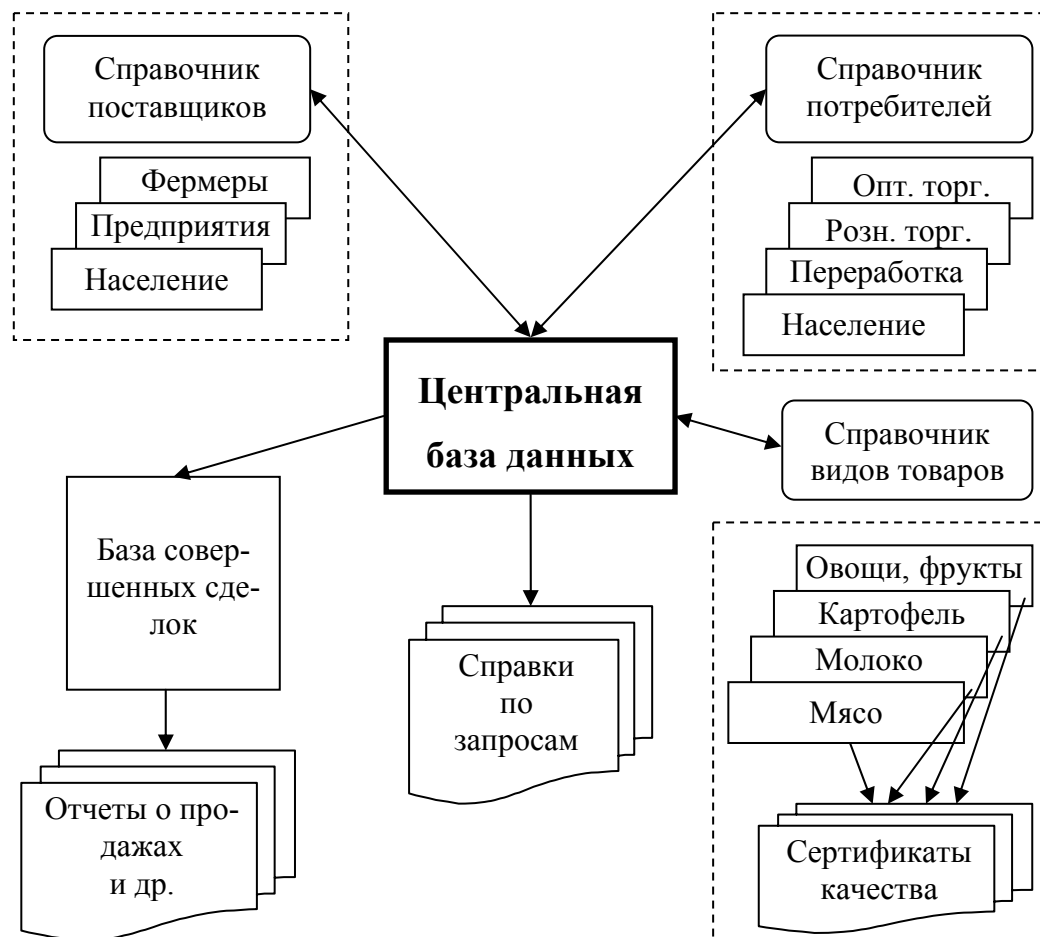 Справочник
поставщиков
Фермеры
Предприятия
Население
Справочник
потребителей
Опт. торг.
Розн. торг.
Переработка
Население
Центральная
база данных
Справочник
видов товаров
База совер-
шенных сде-
лок
Справки
по
запросам
Отчеты о про-
дажах
и др.
Овощи, фрукты
Картофель
Молоко
Мясо
Сертификаты
качества